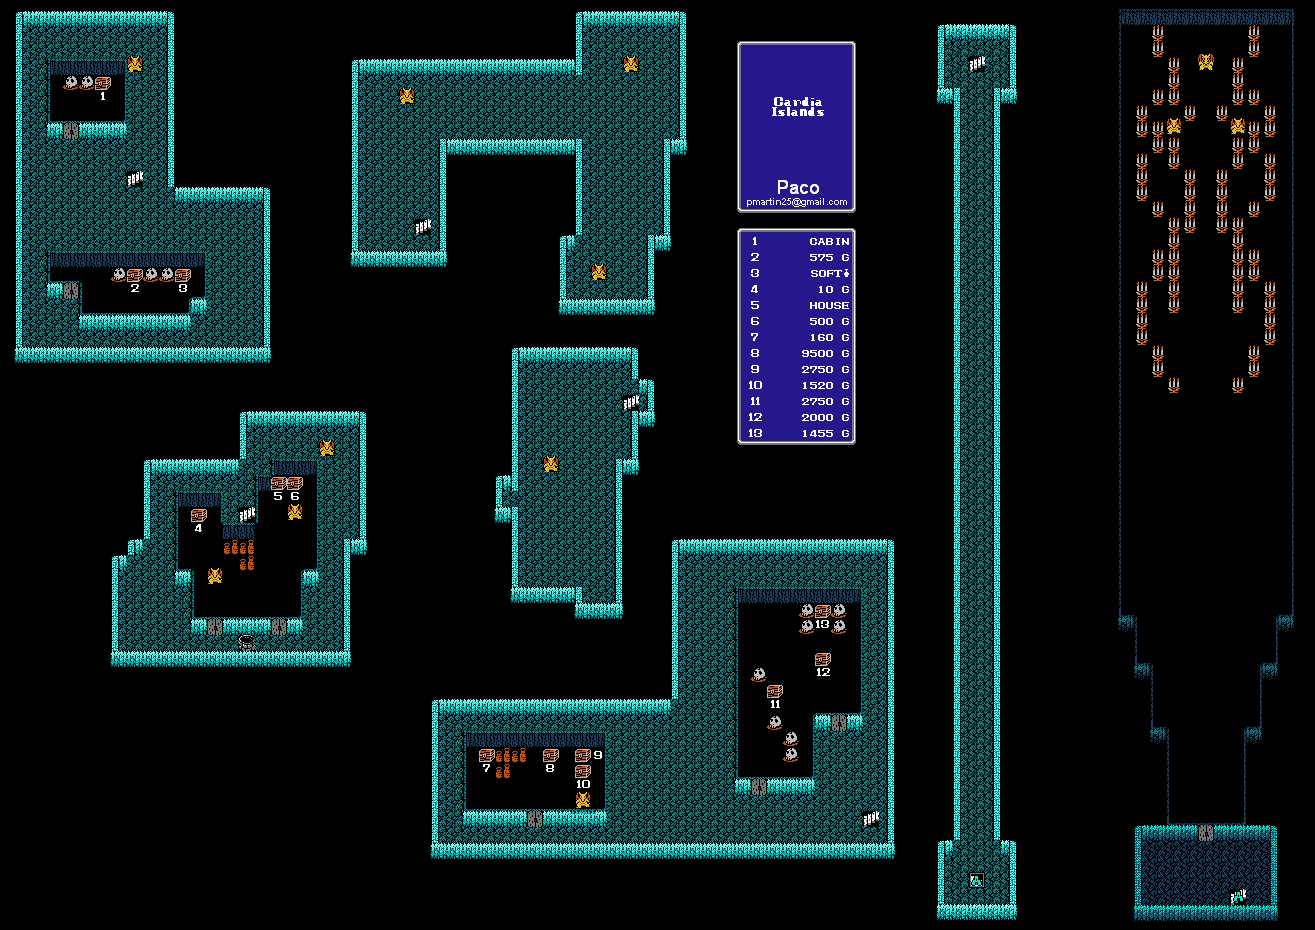 1
2
3
4
5 6
7
8
9
10
11
12
13
A
A
Cardia
Islands
Paco
pmartin25@gmail.com
1 CABIN
2 575 G
3 SOFT
4 10 G
5 HOUSE
6 500 G
7 160 G
8 9500 G
9 2750 G
10 1520 G
11 2750 G
12 2000 G
13 1455 G